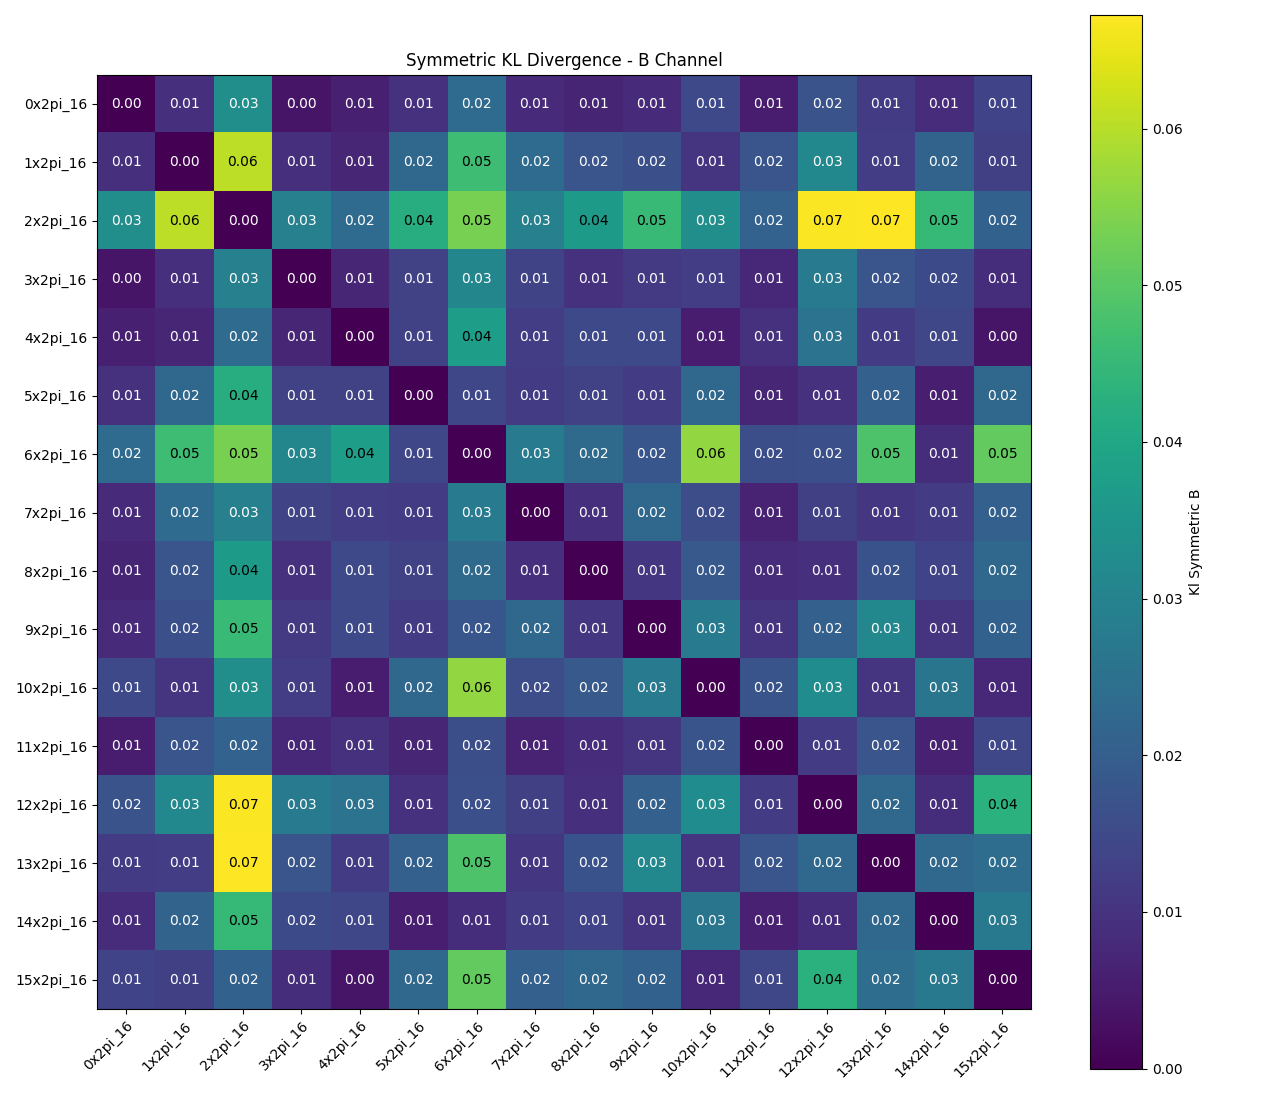 Symmetric KL Divergence - B Channel
0x2pi_16 0.00 0.01 0.03 0.00 0.01 0.01 0.02 0.01 0.01 0.01 0.01 0.01 0.02 0.01 0.01 0.01
1x2pi_16 0.01 0.00 0.06 0.01 0.01 0.02 0.05 0.02 0.02 0.02 0.01 0.02 0.03 0.01 0.02 0.01
2x2pi_16 0.03 0.06 0.00 0.03 0.02 0.04 0.05 0.03 0.04 0.05 0.03 0.02 0.07 0.07 0.05 0.02
3x2pi_16 0.00 0.01 0.03 0.00 0.01 0.01 0.03 0.01 0.01 0.01 0.01 0.01 0.03 0.02 0.02 0.01
4x2pi_16 0.01 0.01 0.02 0.01 0.00 0.01 0.04 0.01 0.01 0.01 0.01 0.01 0.03 0.01 0.01 0.00
5x2pi_16 0.01 0.02 0.04 0.01 0.01 0.00 0.01 0.01 0.01 0.01 0.02 0.01 0.01 0.02 0.01 0.02
6x2pi_16 0.02 0.05 0.05 0.03 0.04 0.01 0.00 0.03 0.02 0.02 0.06 0.02 0.02 0.05 0.01 0.05
7x2pi_16 0.01 0.02 0.03 0.01 0.01 0.01 0.03 0.00 0.01 0.02 0.02 0.01 0.01 0.01 0.01 0.02
8x2pi_16 0.01 0.02 0.04 0.01 0.01 0.01 0.02 0.01 0.00 0.01 0.02 0.01 0.01 0.02 0.01 0.02
9x2pi_16 0.01 0.02 0.05 0.01 0.01 0.01 0.02 0.02 0.01 0.00 0.03 0.01 0.02 0.03 0.01 0.02
10x2pi_16 0.01 0.01 0.03 0.01 0.01 0.02 0.06 0.02 0.02 0.03 0.00 0.02 0.03 0.01 0.03 0.01
11x2pi_16 0.01 0.02 0.02 0.01 0.01 0.01 0.02 0.01 0.01 0.01 0.02 0.00 0.01 0.02 0.01 0.01
12x2pi_16 0.02 0.03 0.07 0.03 0.03 0.01 0.02 0.01 0.01 0.02 0.03 0.01 0.00 0.02 0.01 0.04
13x2pi_16 0.01 0.01 0.07 0.02 0.01 0.02 0.05 0.01 0.02 0.03 0.01 0.02 0.02 0.00 0.02 0.02
14x2pi_16 0.01 0.02 0.05 0.02 0.01 0.01 0.01 0.01 0.01 0.01 0.03 0.01 0.01 0.02 0.00 0.03
15x2pi_16 0.01 0.01 0.02 0.01 0.00 0.02 0.05 0.02 0.02 0.02 0.01 0.01 0.04 0.02 0.03 0.00
0x2pi_16 1x2pi_16 2x2pi_16 3x2pi_16 4x2pi_16 5x2pi_16 6x2pi_16 7x2pi_16 8x2pi_16 9x2pi_16 10x2pi_16 11x2pi_16 12x2pi_16 13x2pi_16 14x2pi_16 15x2pi_16
0.06
0.05
0.04
0.03
0.02
0.01
0.00
Kl Symmetric B